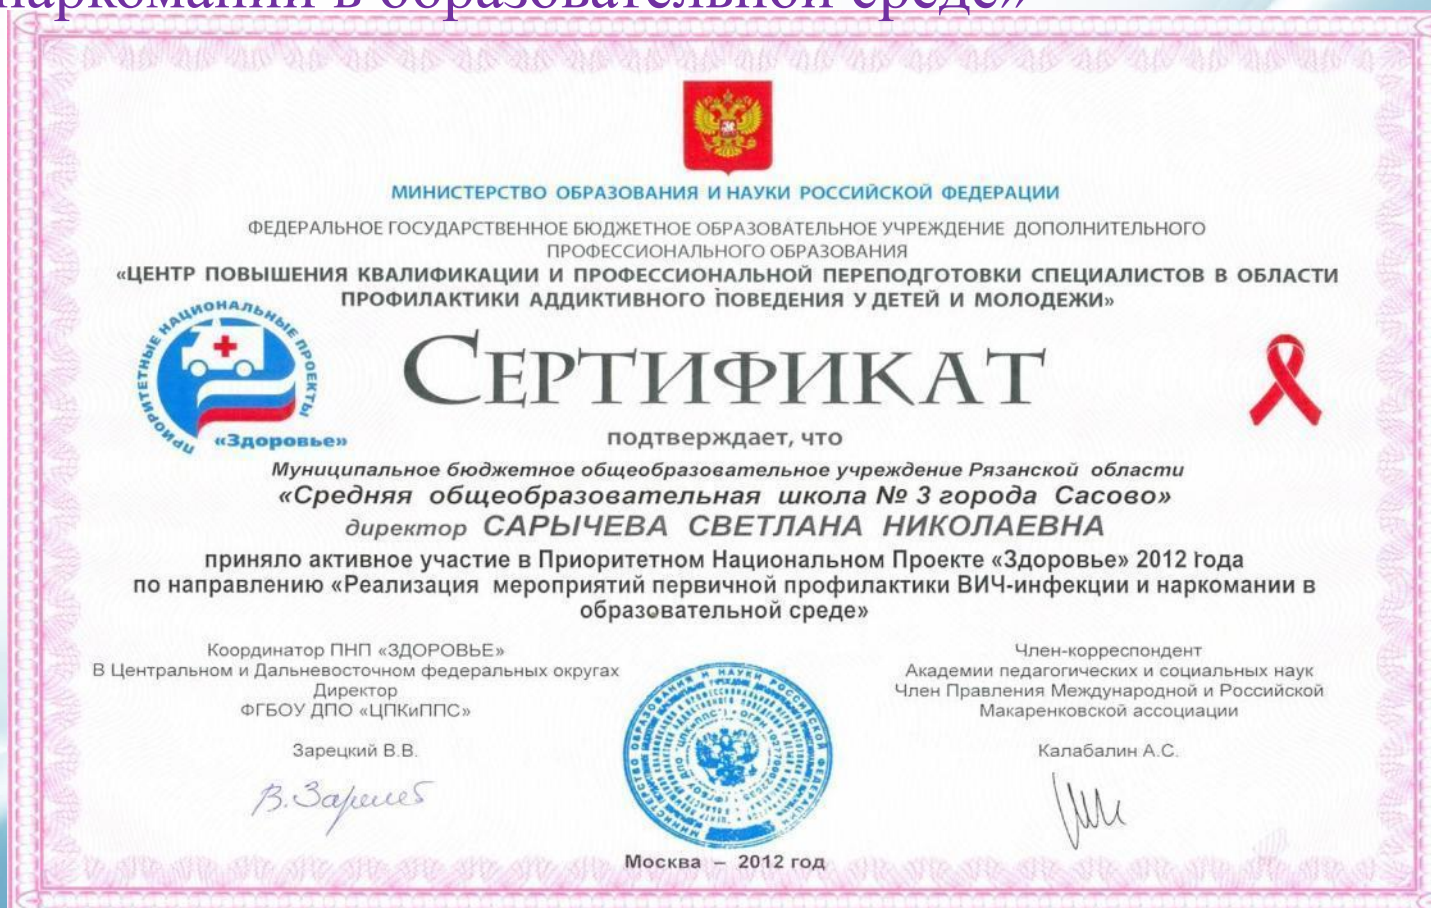 наркомании в образовательной среде»
МИНИСТЕРСТВО ОБРАЗОВАНИЯ И НАУКИ РОССИЙСКОЙ ФЕДЕРАЦИИ
ФЕДЕРАЛЬНОЕ ГОСУДАРСТВЕННОЕ БЮДЖЕТНОЕ ОБРАЗОВАТЕЛЬНОЕ УЧРЕЖДЕНИЕ ДОПОЛНИТЕЛЬНОГО
ПРОФЕССИОНАЛЬНОГО ОБРАЗОВАНИЯ
«ЦЕНТР ПОВЫШЕНИЯ КВАЛИФИКАЦИИ И ПРОФЕССИОНАЛЬНОЙ ПЕРЕПОДГОТОВКИ СПЕЦИАЛИСТОВ В ОБЛАСТИ
ПРОФИЛАКТИКИ АДДИКТИВНОГО ПОВЕДЕНИЯ У ДЕТЕЙ И МОЛОДЕЖИ»
ПРИОРИТЕТНЫЕ НАЦИОНАЛЬНЫЕ ПРОЕКТЫ
«Здоровье»
СЕРТИФИКАТ
подтверждает, что
Муниципальное бюджетное общеобразовательное учреждение Рязанской области
«Средняя общеобразовательная школа № 3 города Сасово»
директор САРЫЧЕВА СВЕТЛАНА НИКОЛАЕВНА
приняло активное участие в Приоритетном Национальном Проекте «Здоровье» 2012 года
по направлению «Реализация мероприятий первичной профилактики ВИЧ-инфекции и наркомании в
образовательной среде»
Координатор ПНП «ЗДОРОВЬЕ»
В Центральном и Дальневосточном федеральных округах
Директор
ФГБОУ ДПО «ЦПКиППС»
Зарецкий В.В.
Член-корреспондент
Академии педагогических и социальных наук
Член Правления Международной и Российской
Макаренковской ассоциации
Калабалин А.С.
МИНИСТЕРСТВО ОБРАЗОВАНИЯ И НАУКИ РОССИЙСКОЙ ФЕДЕРАЦИИ
Москва – 2012 год